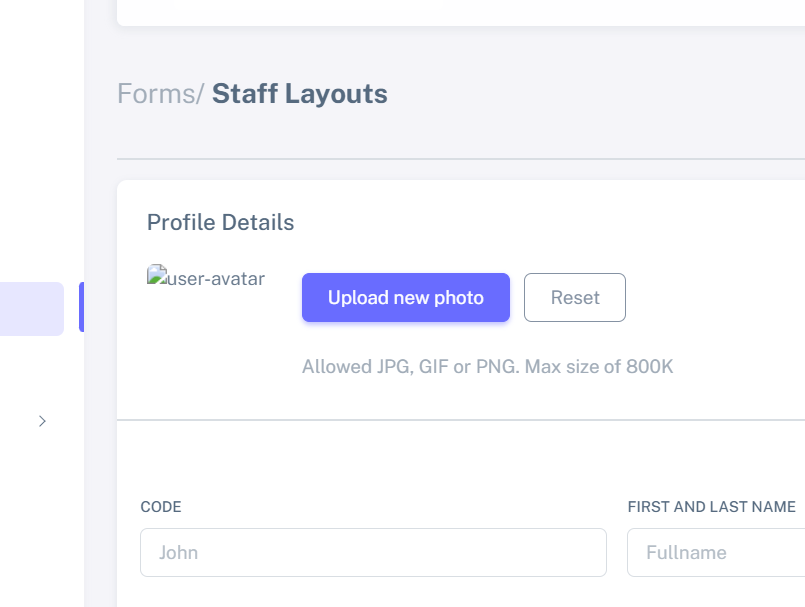 Forms/ Staff Layouts
Profile Details
user-avatar
Upload new photo
Reset
Allowed JPG, GIF or PNG. Max size of 800K
CODE
FIRST AND LAST NAME
John
Fullname